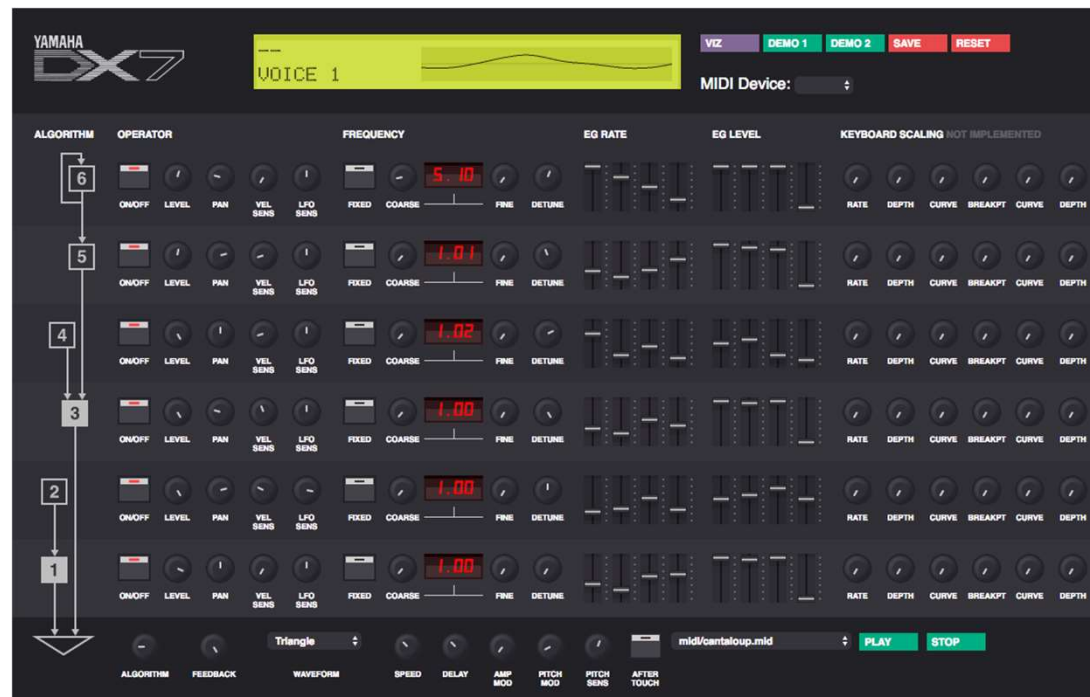 YAMAHA
DX7
--
VOICE 1
VIZ DEMO 1 DEMO 2 SAVE RESET
MIDI Device:
ALGORITHM OPERATOR FREQUENCY EG RATE EG LEVEL KEYBOARD SCALING NOT IMPLEMENTED
6 5.10
ON/OFF LEVEL PAN VEL SENS LFO SENS FIXED COARSE FINE DETUNE RATE DEPTH CURVE BREAKPT CURVE DEPTH
5 1.01
ON/OFF LEVEL PAN VEL SENS LFO SENS FIXED COARSE FINE DETUNE RATE DEPTH CURVE BREAKPT CURVE DEPTH
4 1.02
ON/OFF LEVEL PAN VEL SENS LFO SENS FIXED COARSE FINE DETUNE RATE DEPTH CURVE BREAKPT CURVE DEPTH
3 1.00
ON/OFF LEVEL PAN VEL SENS LFO SENS FIXED COARSE FINE DETUNE RATE DEPTH CURVE BREAKPT CURVE DEPTH
2 1.00
ON/OFF LEVEL PAN VEL SENS LFO SENS FIXED COARSE FINE DETUNE RATE DEPTH CURVE BREAKPT CURVE DEPTH
1 1.00
ON/OFF LEVEL PAN VEL SENS LFO SENS FIXED COARSE FINE DETUNE RATE DEPTH CURVE BREAKPT CURVE DEPTH
Triangle midi/cantaloup.mid PLAY STOP
ALGORITHM FEEDBACK WAVEFORM SPEED DELAY AMP MOD PITCH MOD PITCH SENS AFTER TOUCH